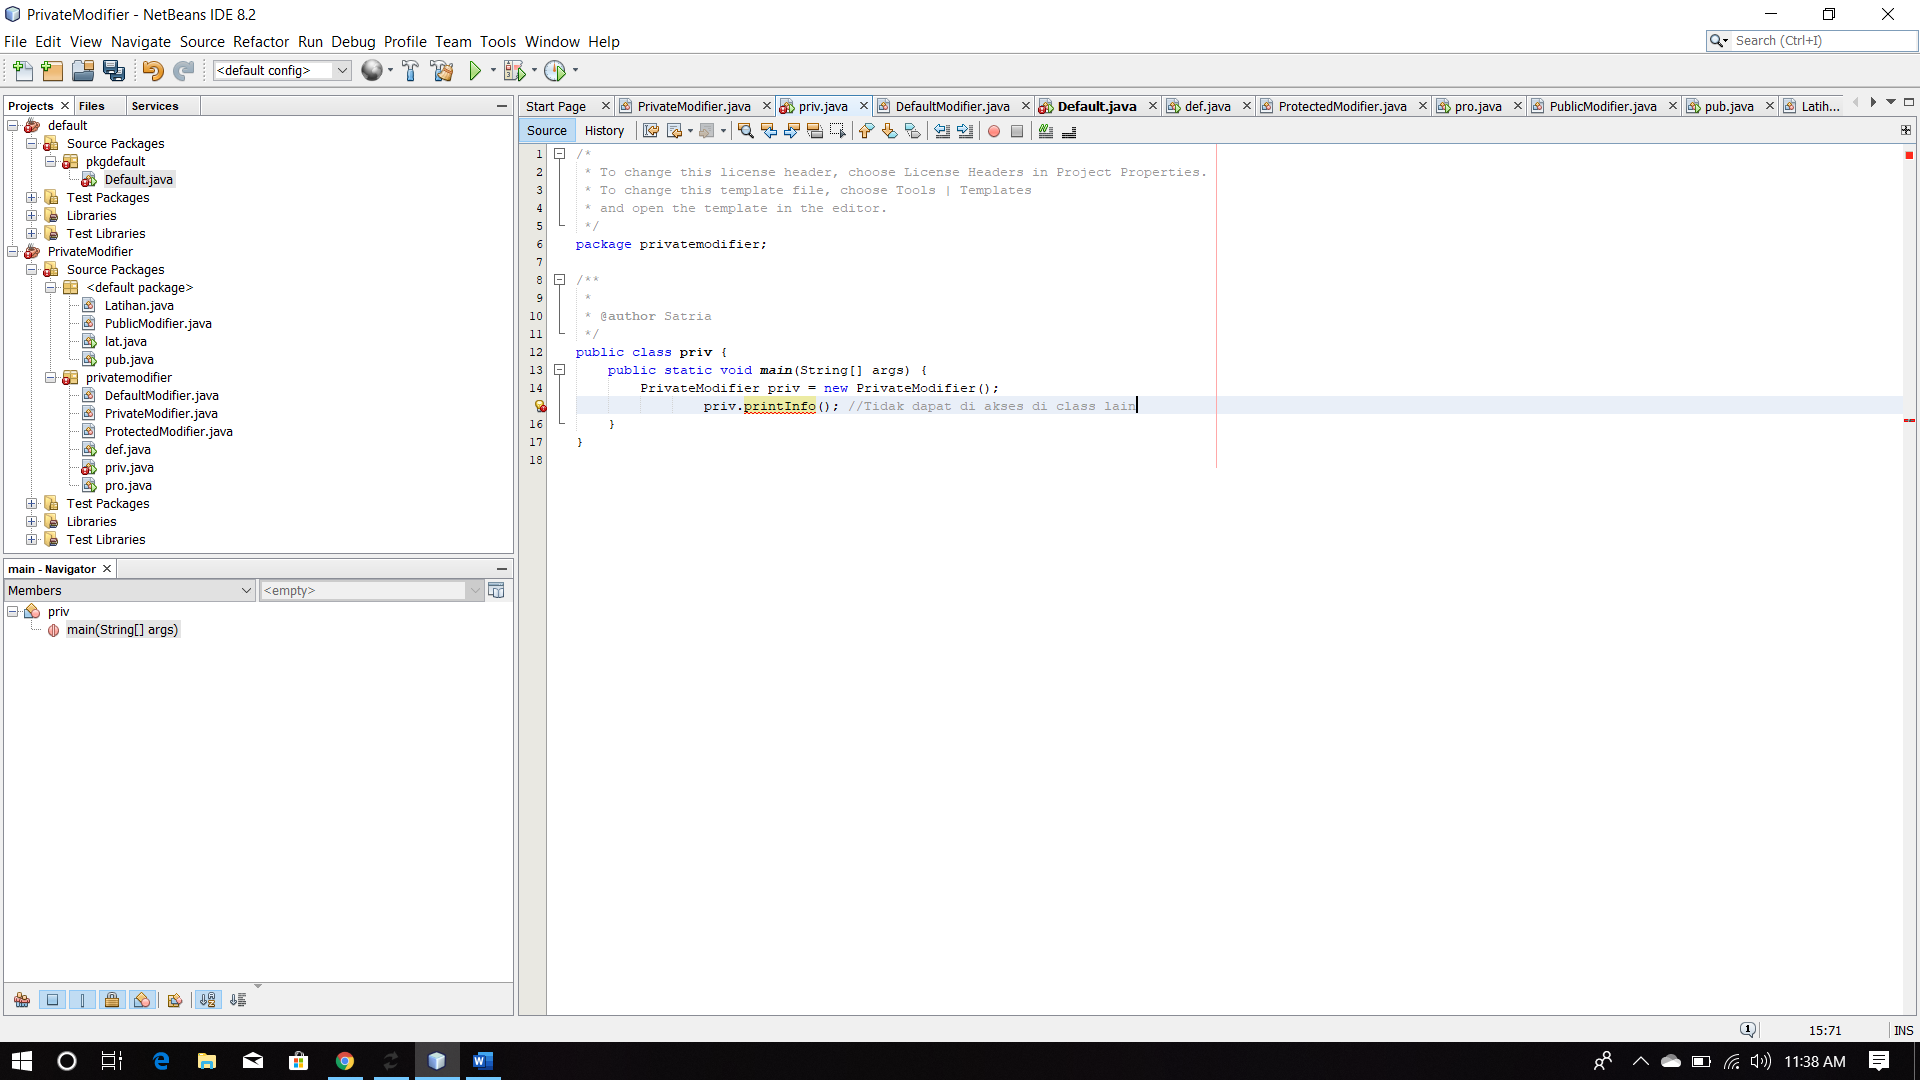 PrivateModifier - NetBeans IDE 8.2
File Edit View Navigate Source Refactor Run Debug Profile Team Tools Window Help
Search (Ctrl+I)
<default config>
Projects Files Services
default
Source Packages
pkgdefault
Default.java
Test Packages
Libraries
Test Libraries
PrivateModifier
Source Packages
<default package>
Latihan.java
PublicModifier.java
lat.java
pub.java
privatemodifier
DefaultModifier.java
PrivateModifier.java
ProtectedModifier.java
def.java
priv.java
pro.java
Test Packages
Libraries
Test Libraries
main - Navigator
Members
<empty>
priv
main(String[] args)
Start Page PrivateModifier.java priv.java DefaultModifier.java Default.java def.java ProtectedModifier.java pro.java PublicModifier.java pub.java Latih...
Source History
1 /*
2 * To change this license header, choose License Headers in Project Properties.
3 * To change this template file, choose Tools | Templates
4 * and open the template in the editor.
5 */
6 package privatemodifier;
7
8 /**
9 *
10 * @author Satria
11 */
12 public class priv {
13 public static void main(String[] args) {
14 PrivateModifier priv = new PrivateModifier();
priv.printInfo(); //Tidak dapat di akses di class lain
16 }
17 }
18
15:71 INS
11:38 AM